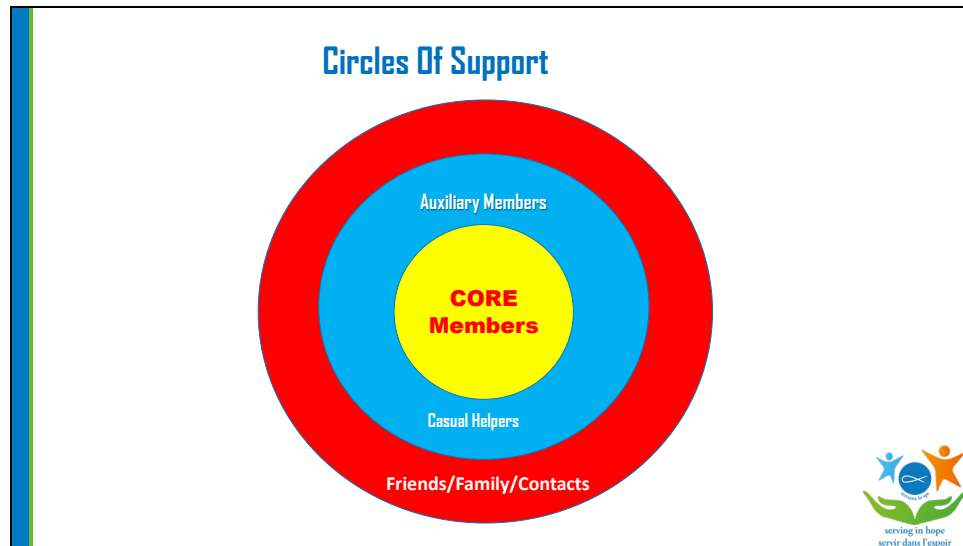 Circles Of Support
Auxiliary Members
CORE
Members
Casual Helpers
Friends/Family/Contacts
serving in hope
servir dans l'espoir